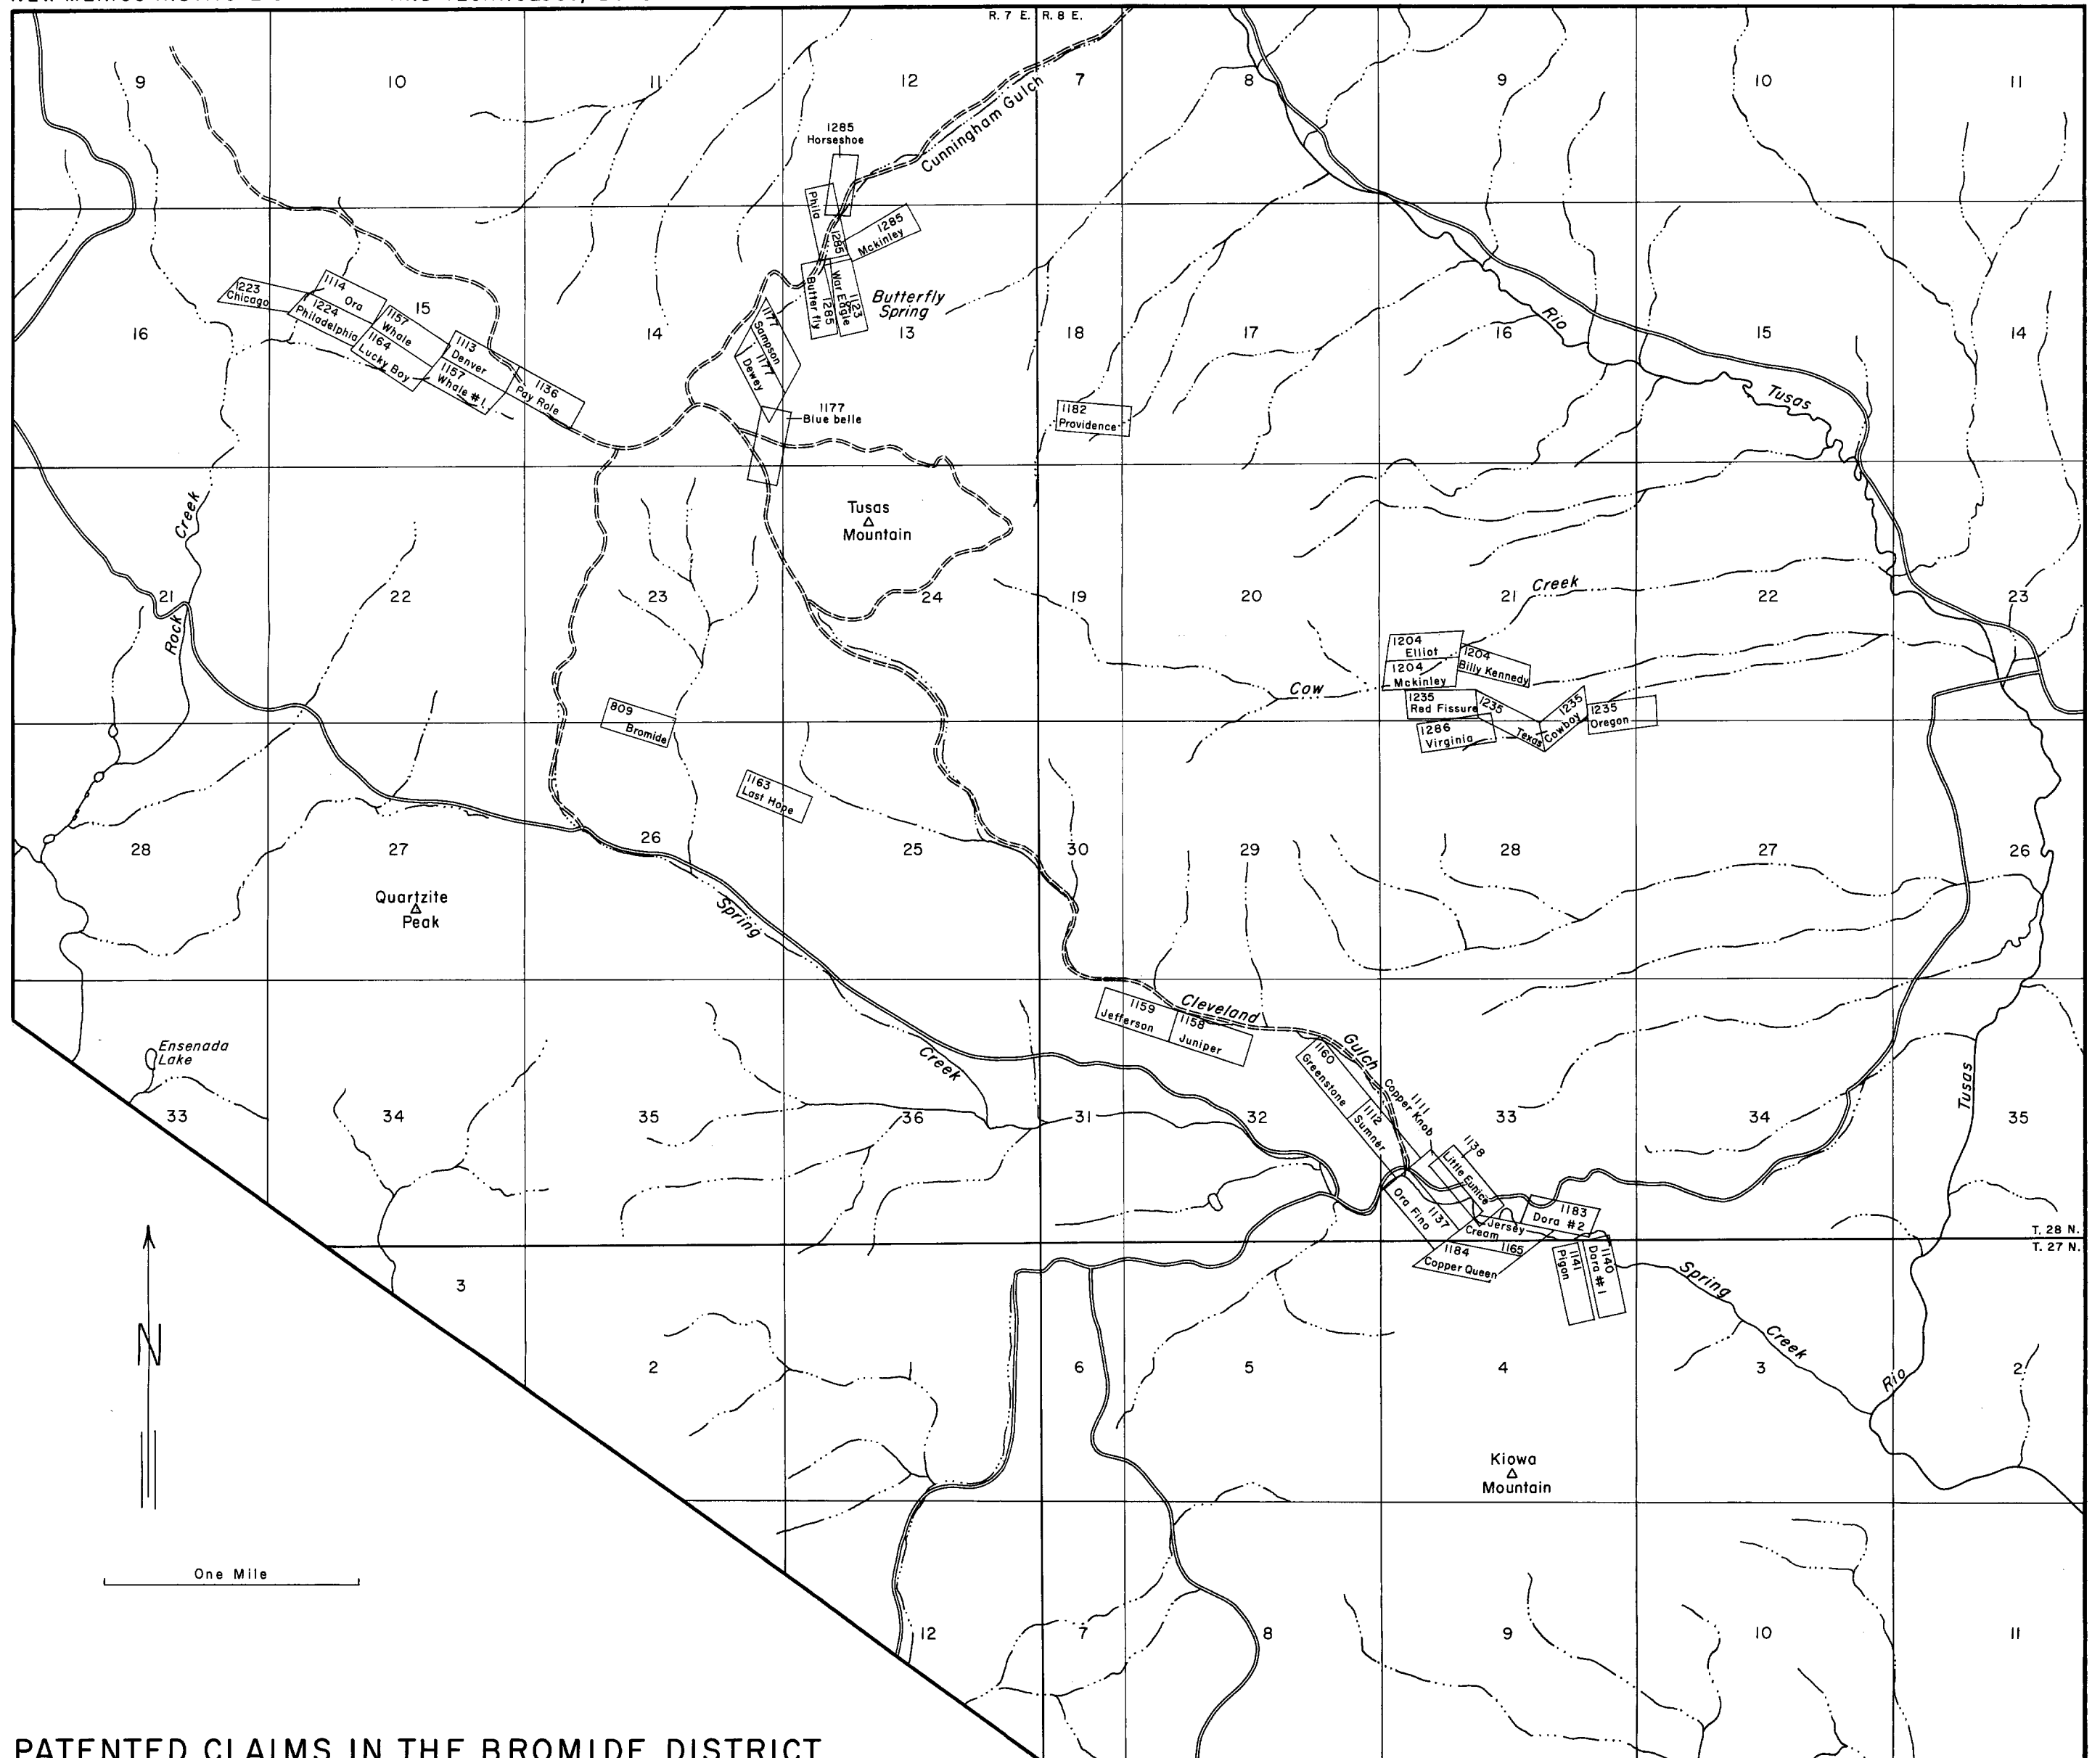 R. 7 E. R. 8 E.
9
10
11
12
7
8
9
10
11
Cunningham Gulch
1285
Horseshoe
Phila
1285
1285
Mckinley
1223
Chicago
1114
Ora
1224
Philadelphia
1157
Whale
1164
Lucky Boy
1113
Denver
1157
Whale #1
1136
Pay Role
16
15
14
Butterfly
1285
War Eagle
1123
Butterfly
Spring
13
18
17
16
15
14
1177
Sampson
1177
Dewey
1177
Blue belle
1182
Providence
Rio
Tusas
Tusas
Mountain
Rock
Creek
21
22
23
24
19
20
21
Creek
22
23
Cow
1204
Elliot
1204
Mckinley
1204
Billy Kennedy
1235
Red Fissure
1235
Texas
1235
Cowboy
1235
Oregon
1286
Virginia
809
Bromide
1163
Last Hope
28
27
26
25
30
29
28
27
26
Quartzite
Peak
Spring
Creek
1159
Jefferson
1158
Juniper
Cleveland
Gulch
Ensenada
Lake
33
34
35
36
31
32
33
34
35
1160
Greenstone
1112
Sumner
1111
Copper Knob
1138
Little Eunice
Ora Fino
1137
Jersey
Cream
1165
1183
Dora #2
1184
Copper Queen
1141
Pigon
1140
Dora #1
T. 28 N.
T. 27 N.
Tusas
Rio
Spring
Creek
3
2
1
6
5
4
3
2
N
Kiowa
Mountain
One Mile
12
7
8
9
10
11
PATENTED CLAIMS IN THE BROMIDE DISTRICT